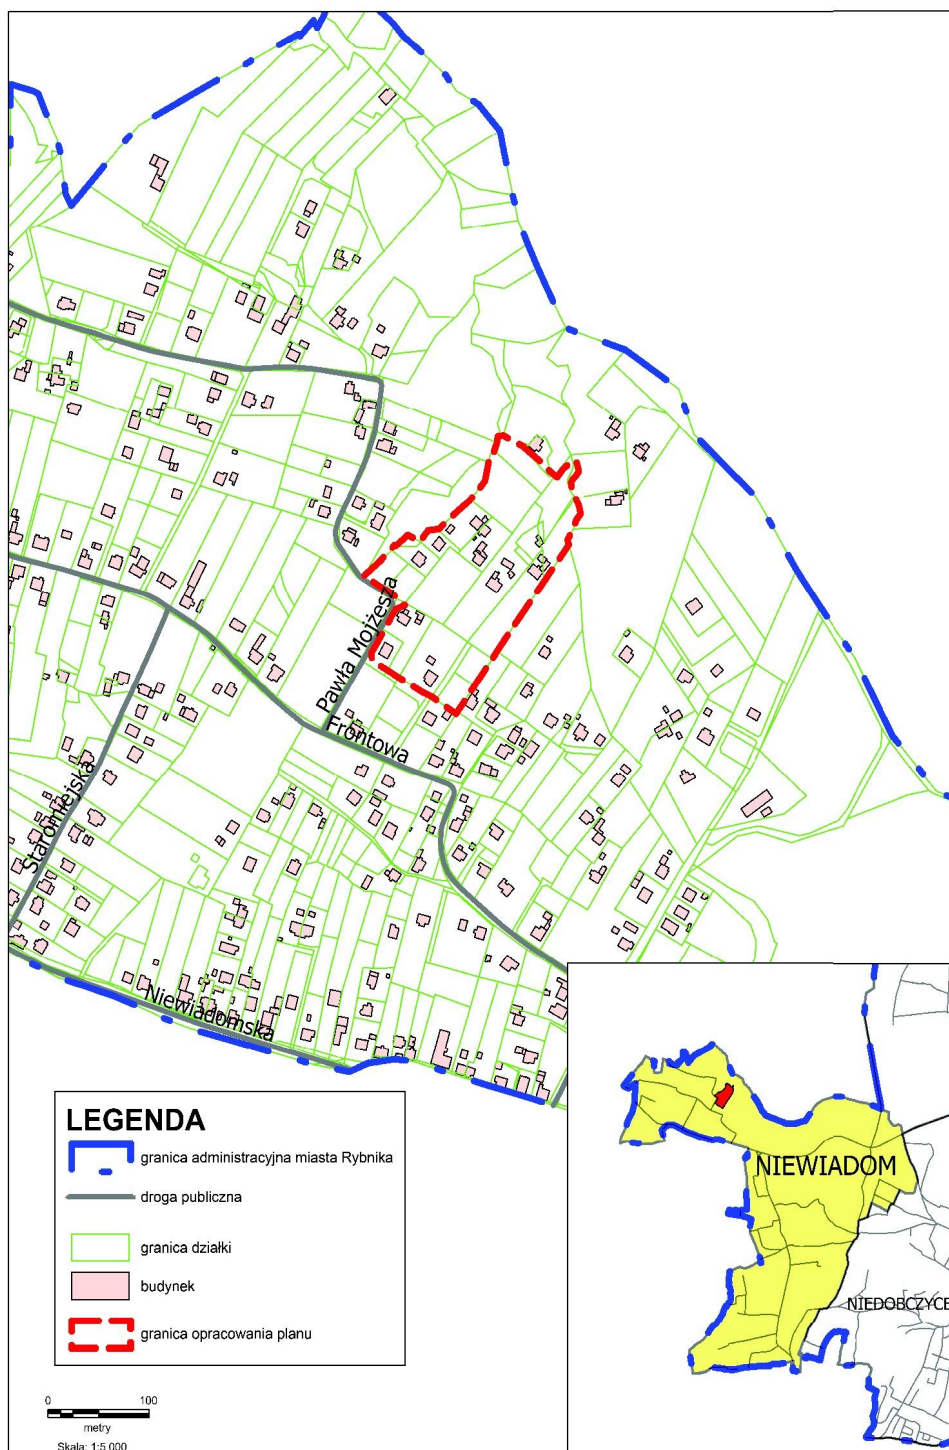 Pawła Mojżesza
Frontowa
Staromiejska
Niewiadomska
LEGENDA
granica administracyjna miasta Rybnika
droga publiczna
granica działki
budynek
granica opracowania planu
0 100
metry
Skala: 1:5 000
NIEWIADOM
NIEDOBCZYCE